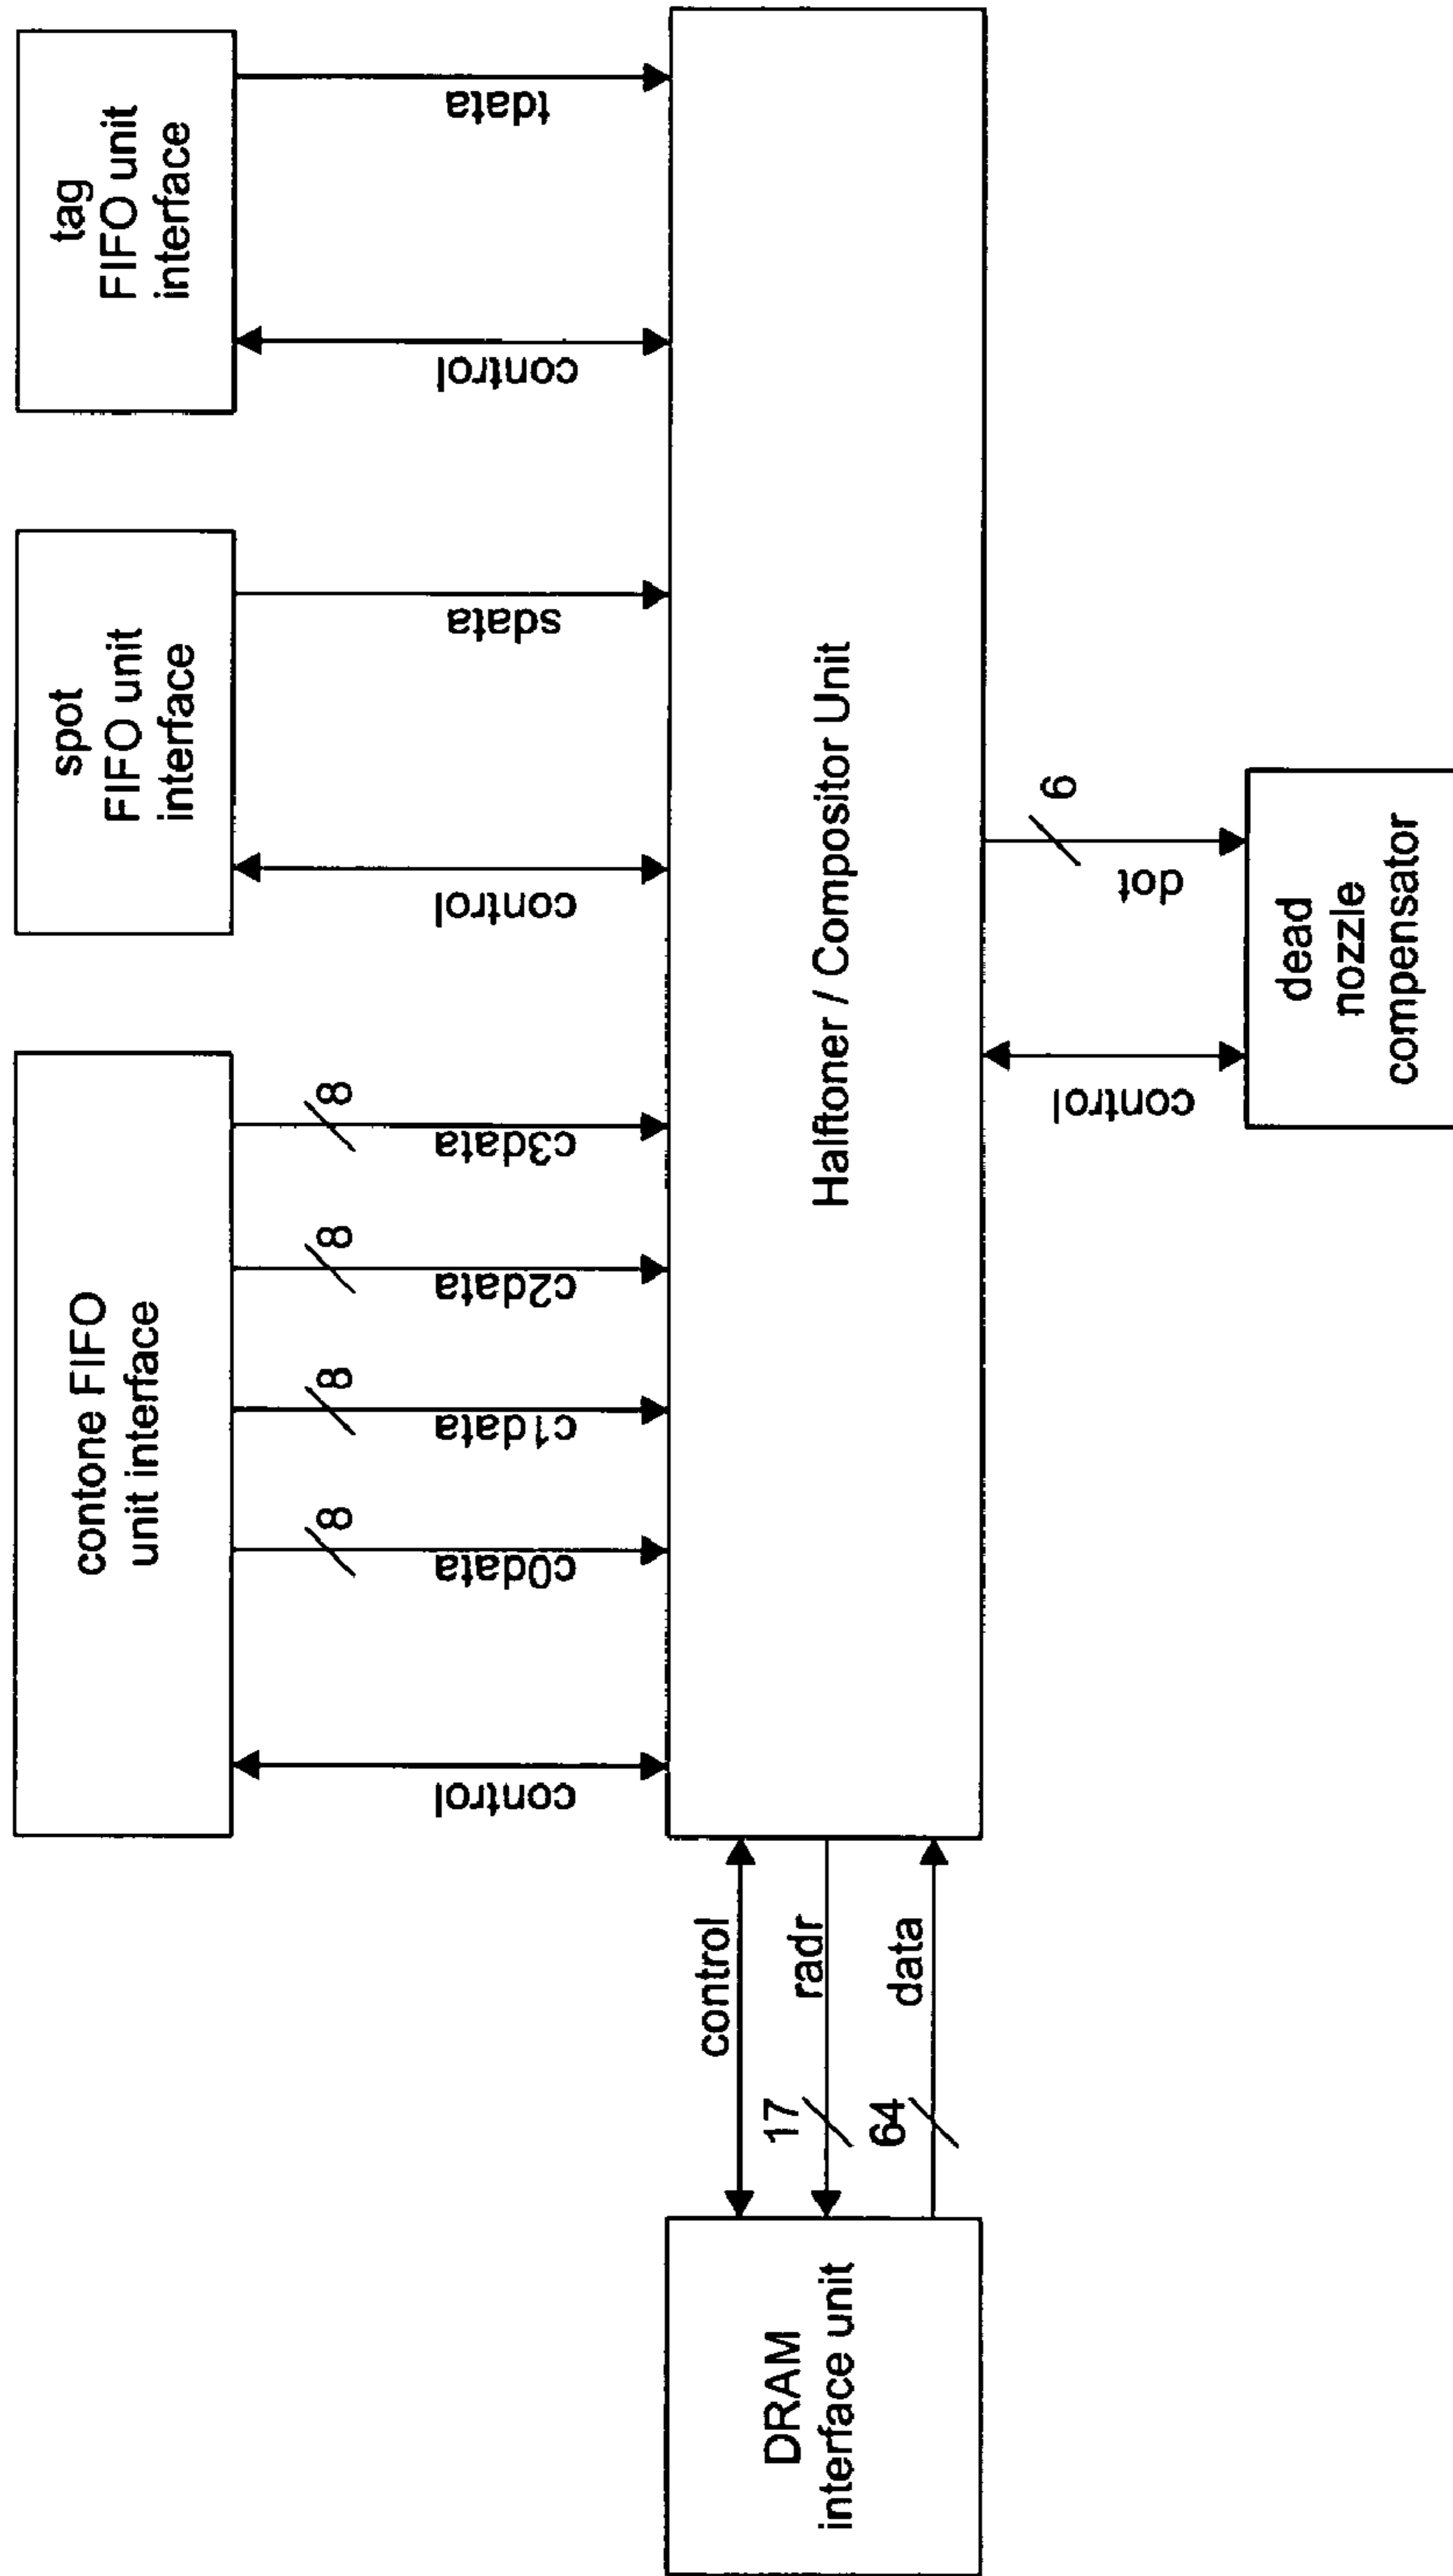 contone FIFO
unit interface
spot
FIFO unit
interface
tag
FIFO unit
interface
control
8
c0data
8
c1data
8
c2data
8
c3data
control
sdata
control
tdata
DRAM
interface unit
control
17
radr
64
data
Halftoner / Compositor Unit
control
6
dot
dead
nozzle
compensator